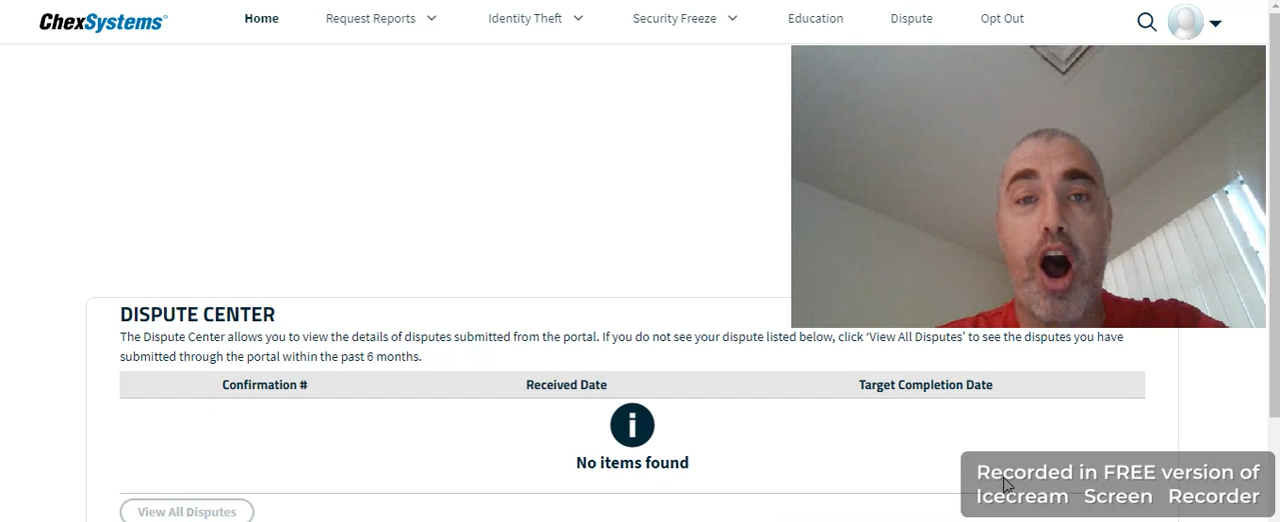 ChexSystems®
Home Request Reports Identity Theft Security Freeze Education Dispute Opt Out
DISPUTE CENTER
The Dispute Center allows you to view the details of disputes submitted from the portal. If you do not see your dispute listed below, click ‘View All Disputes’ to see the disputes you have
submitted through the portal within the past 6 months.
Confirmation # Received Date Target Completion Date
i
No items found
View All Disputes
Recorded in FREE version of
Icecream Screen Recorder